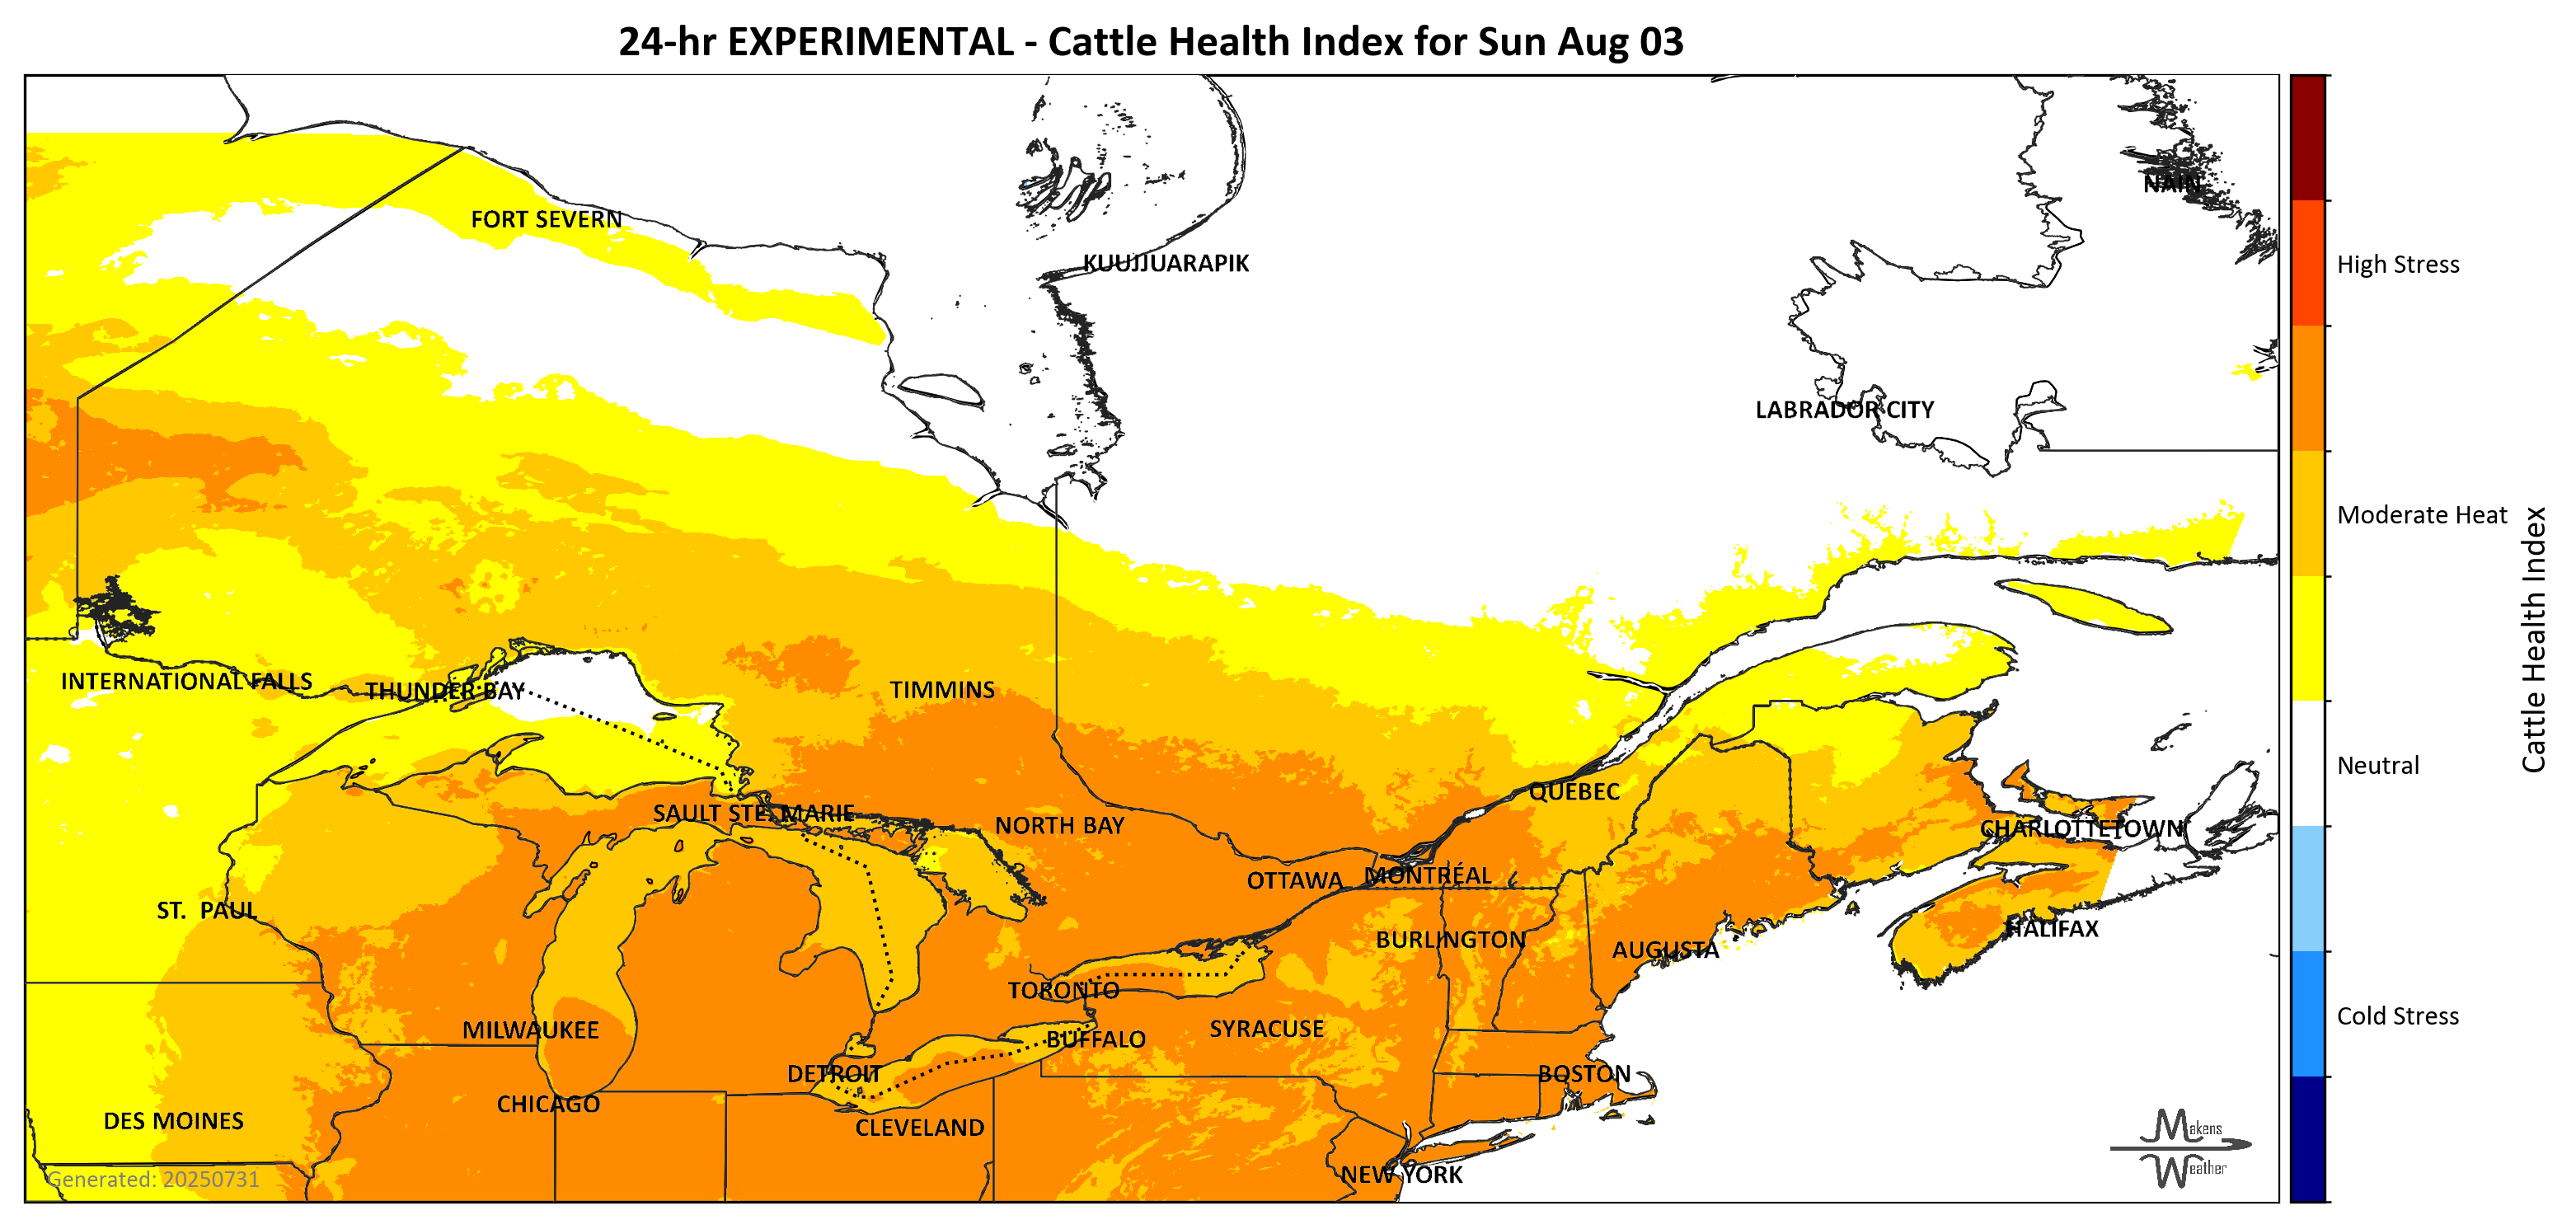 24-hr EXPERIMENTAL - Cattle Health Index for Sun Aug 03
NAIN
FORT SEVERN
KUUJJUARAPIK
High Stress
LABRADOR CITY
Moderate Heat
Cattle Health Index
INTERNATIONAL FALLS
THUNDER BAY
TIMMINS
Neutral
QUEBEC
SAULT STE. MARIE
NORTH BAY
CHARLOTTETOWN
OTTAWA
MONTRÉAL
ST. PAUL
HALIFAX
BURLINGTON
AUGUSTA
TORONTO
Cold Stress
MILWAUKEE
SYRACUSE
BUFFALO
DETROIT
BOSTON
CHICAGO
DES MOINES
CLEVELAND
Makens
Weather
NEW YORK
Generated: 20250731